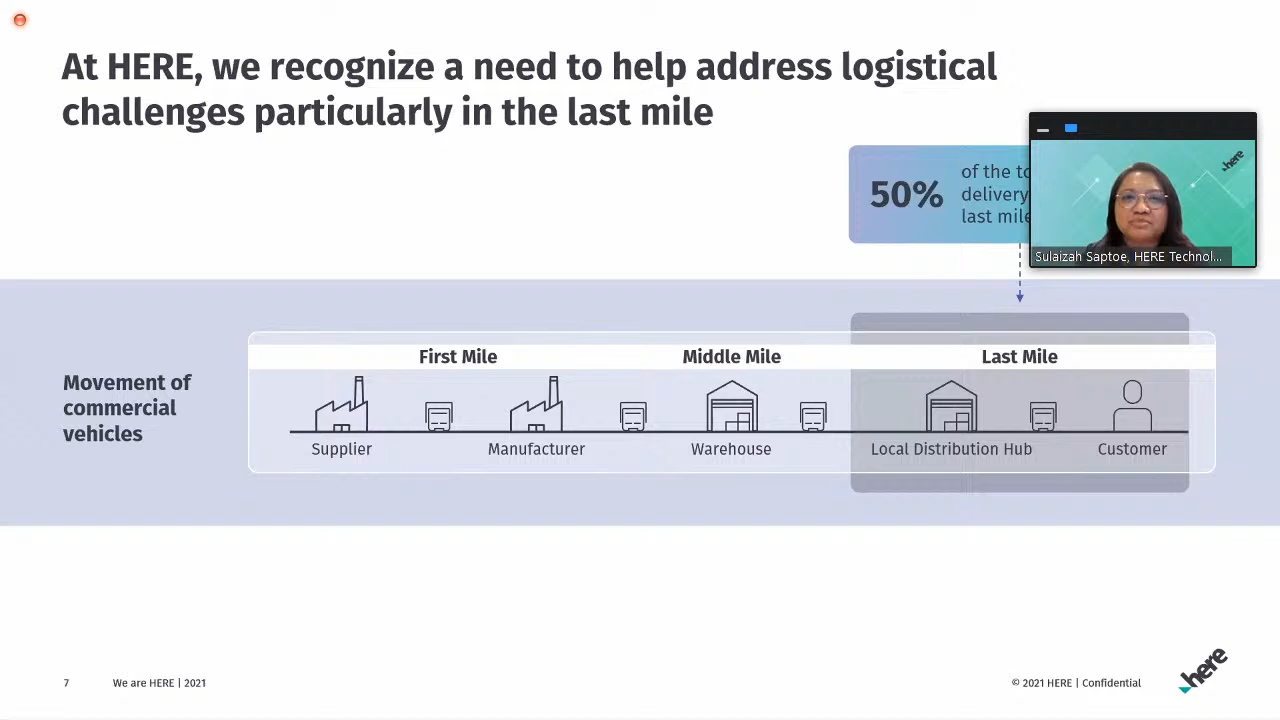 At HERE, we recognize a need to help address logistical
challenges particularly in the last mile
50%
of the
delivery
last mile
here
Sulaizah Saptoe, HERE Technol...
First Mile
Middle Mile
Last Mile
Movement of
commercial
vehicles
Supplier
Manufacturer
Warehouse
Local Distribution Hub
Customer
7
We are HERE | 2021
© 2021 HERE | Confidential
here